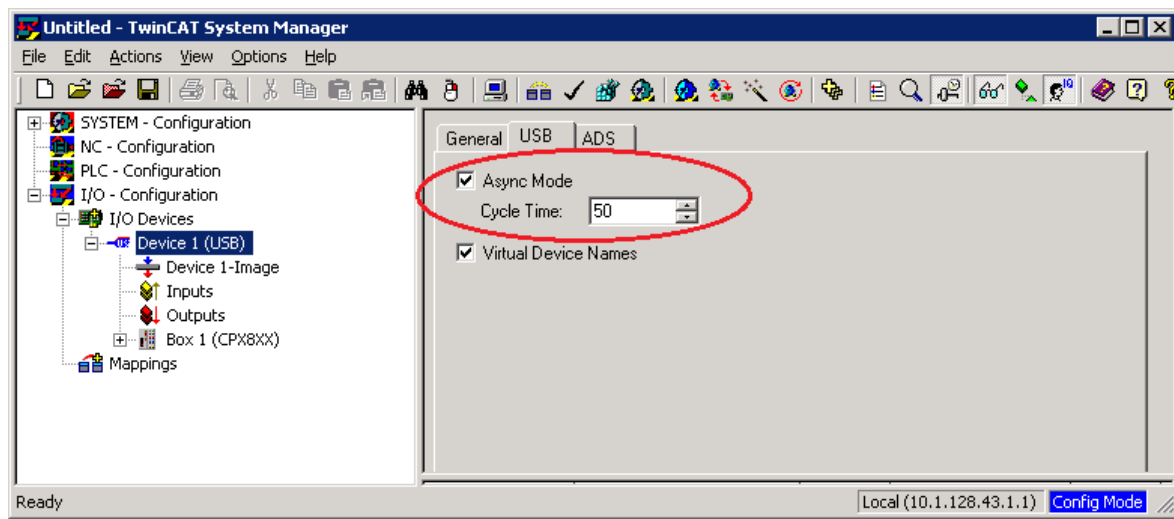 Untitled - TwinCAT System Manager
File Edit Actions View Options Help
SYSTEM - Configuration
NC - Configuration
PLC - Configuration
I/O - Configuration
I/O Devices
Device 1 (USB)
Device 1-Image
Inputs
Outputs
Box 1 (CPX8XX)
Mappings
General USB ADS
Async Mode
Cycle Time: 50
Virtual Device Names
Ready Local (10.1.128.43.1.1) Config Mode